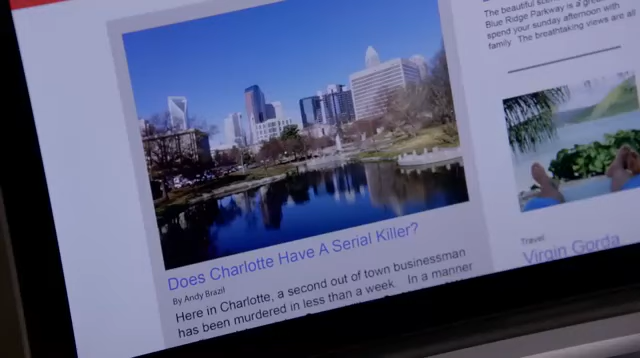 Does Charlotte Have A Serial Killer?
By Andy Brazil
Here in Charlotte, a second out of town businessman
has been murdered in less than a week. In a manner
The beautiful
Blue Ridge Parkway is a great
spend your sunday afternoon with
family. The breathtaking views are all
Travel
Virgin Gorda